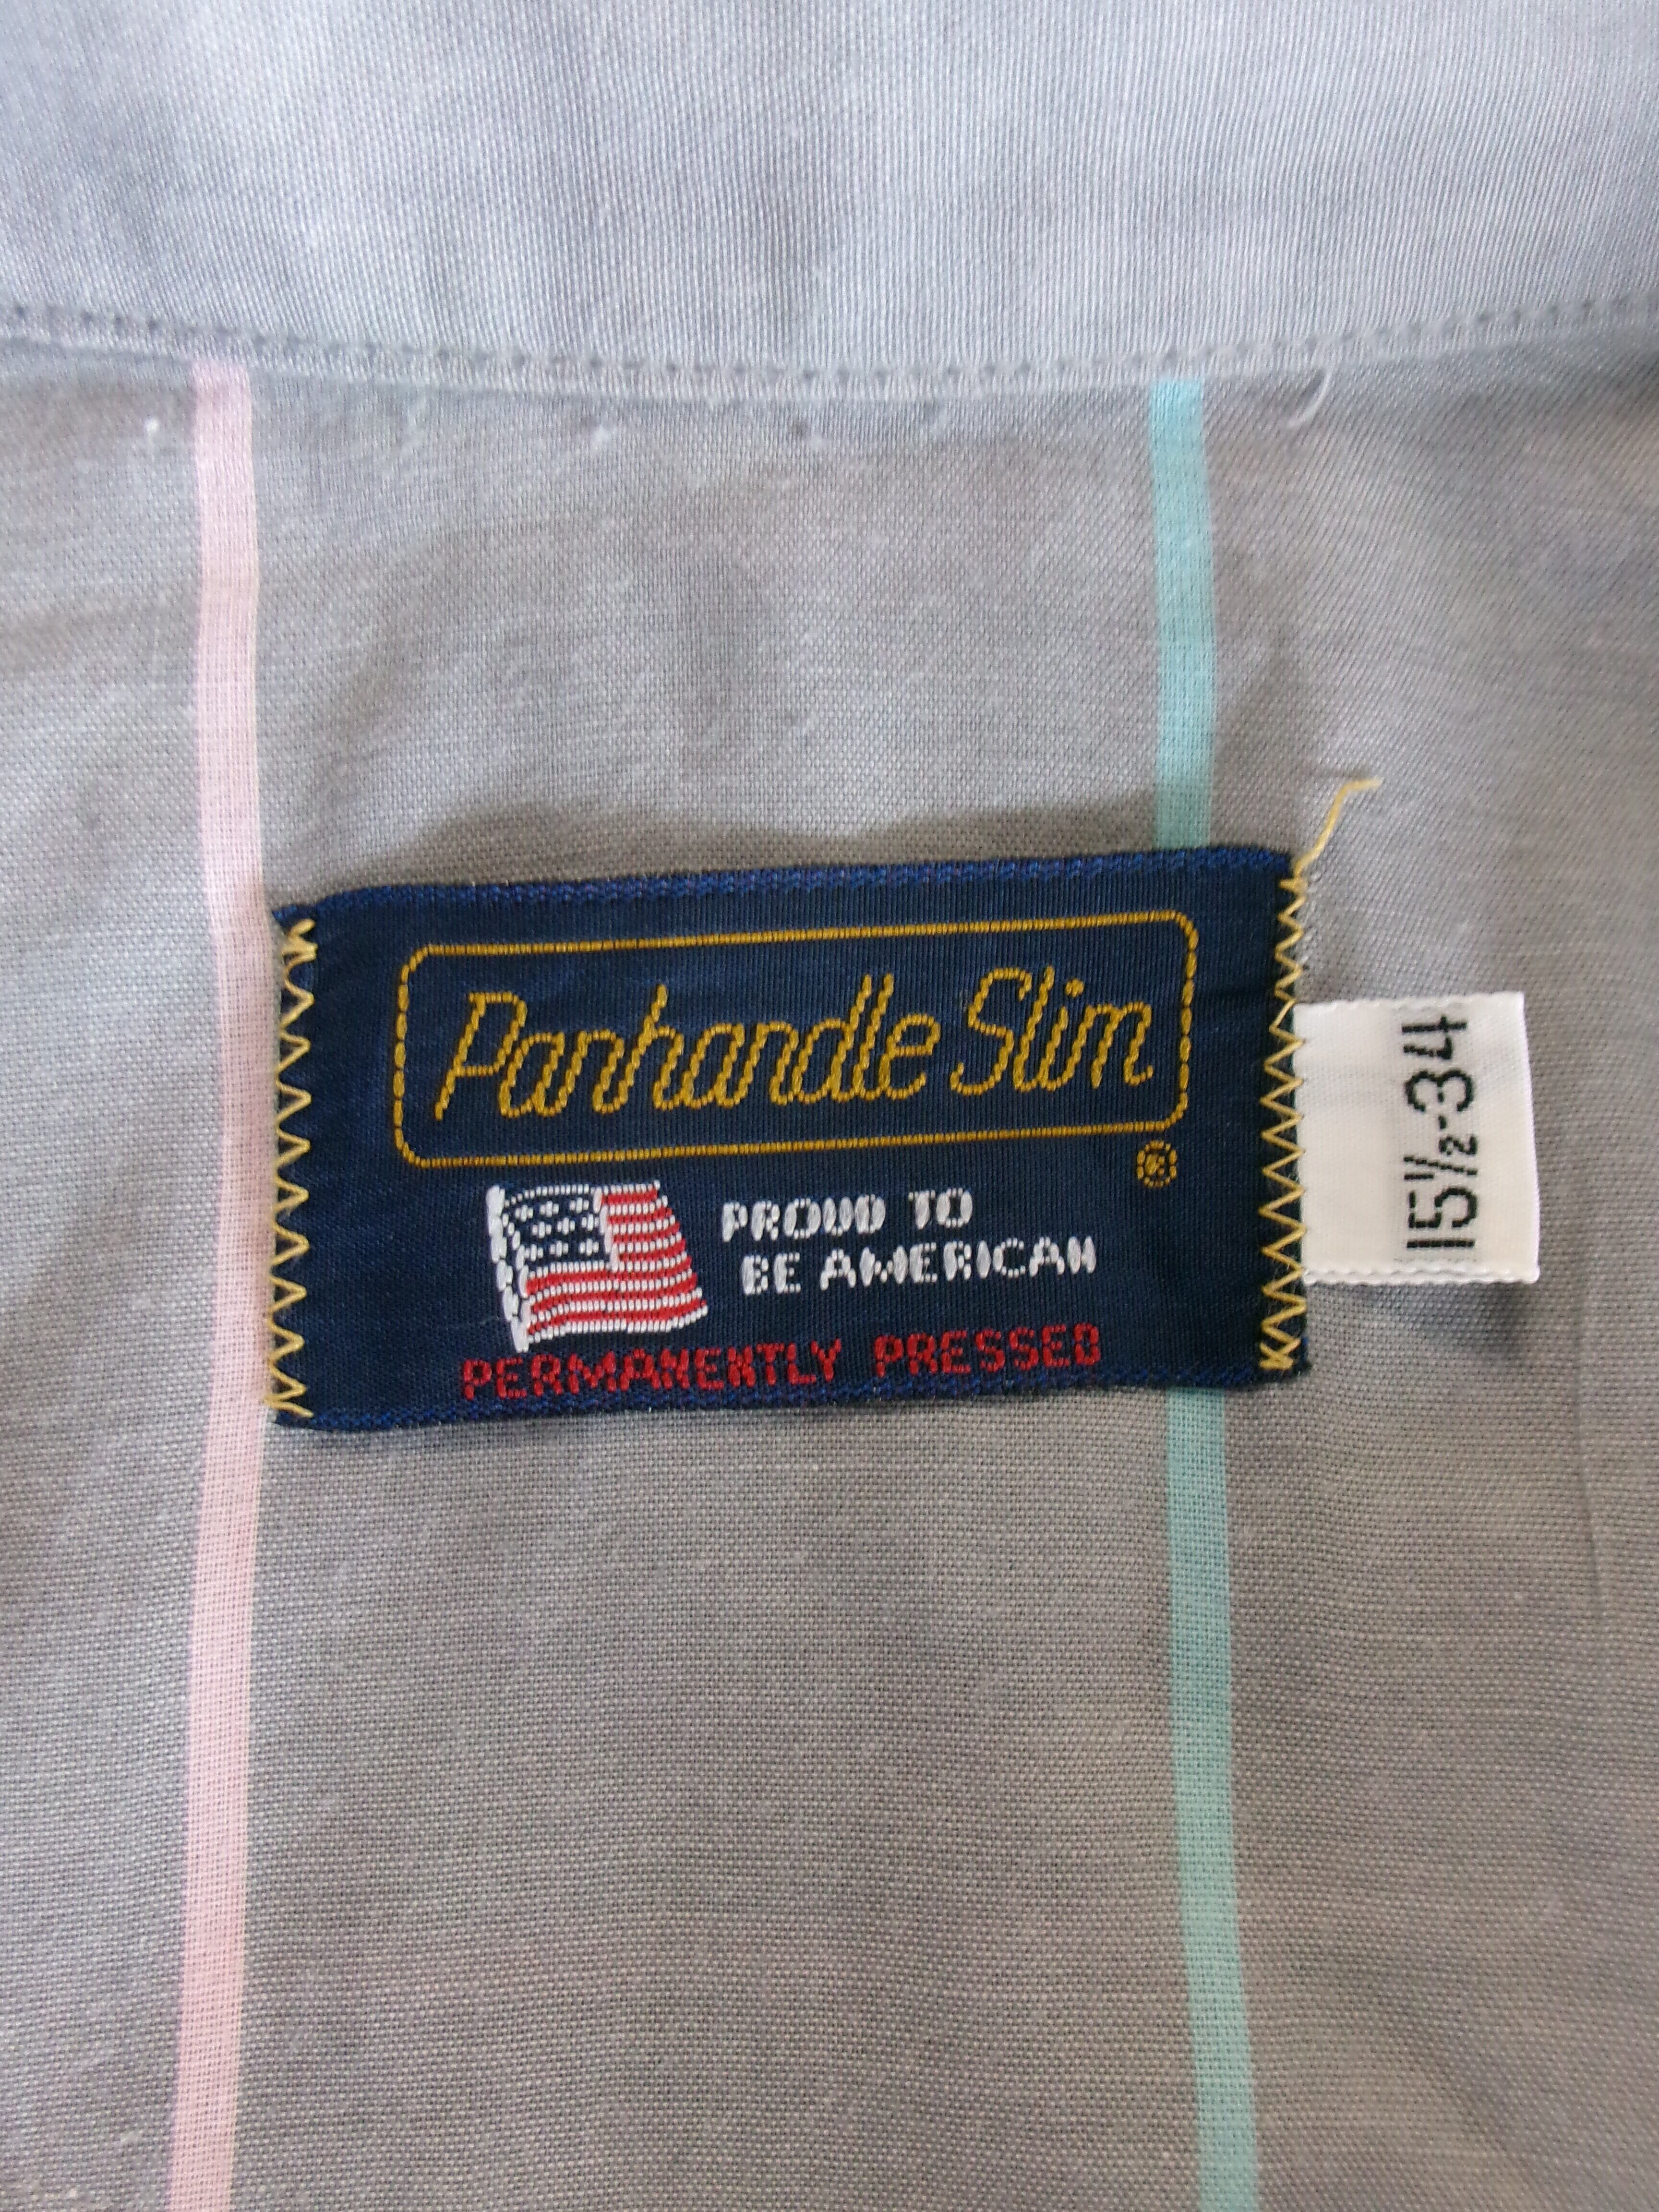 Panhandle Slim
®
PROUD TO
BE AMERICAN
PERMANENTLY PRESSED
15½-34